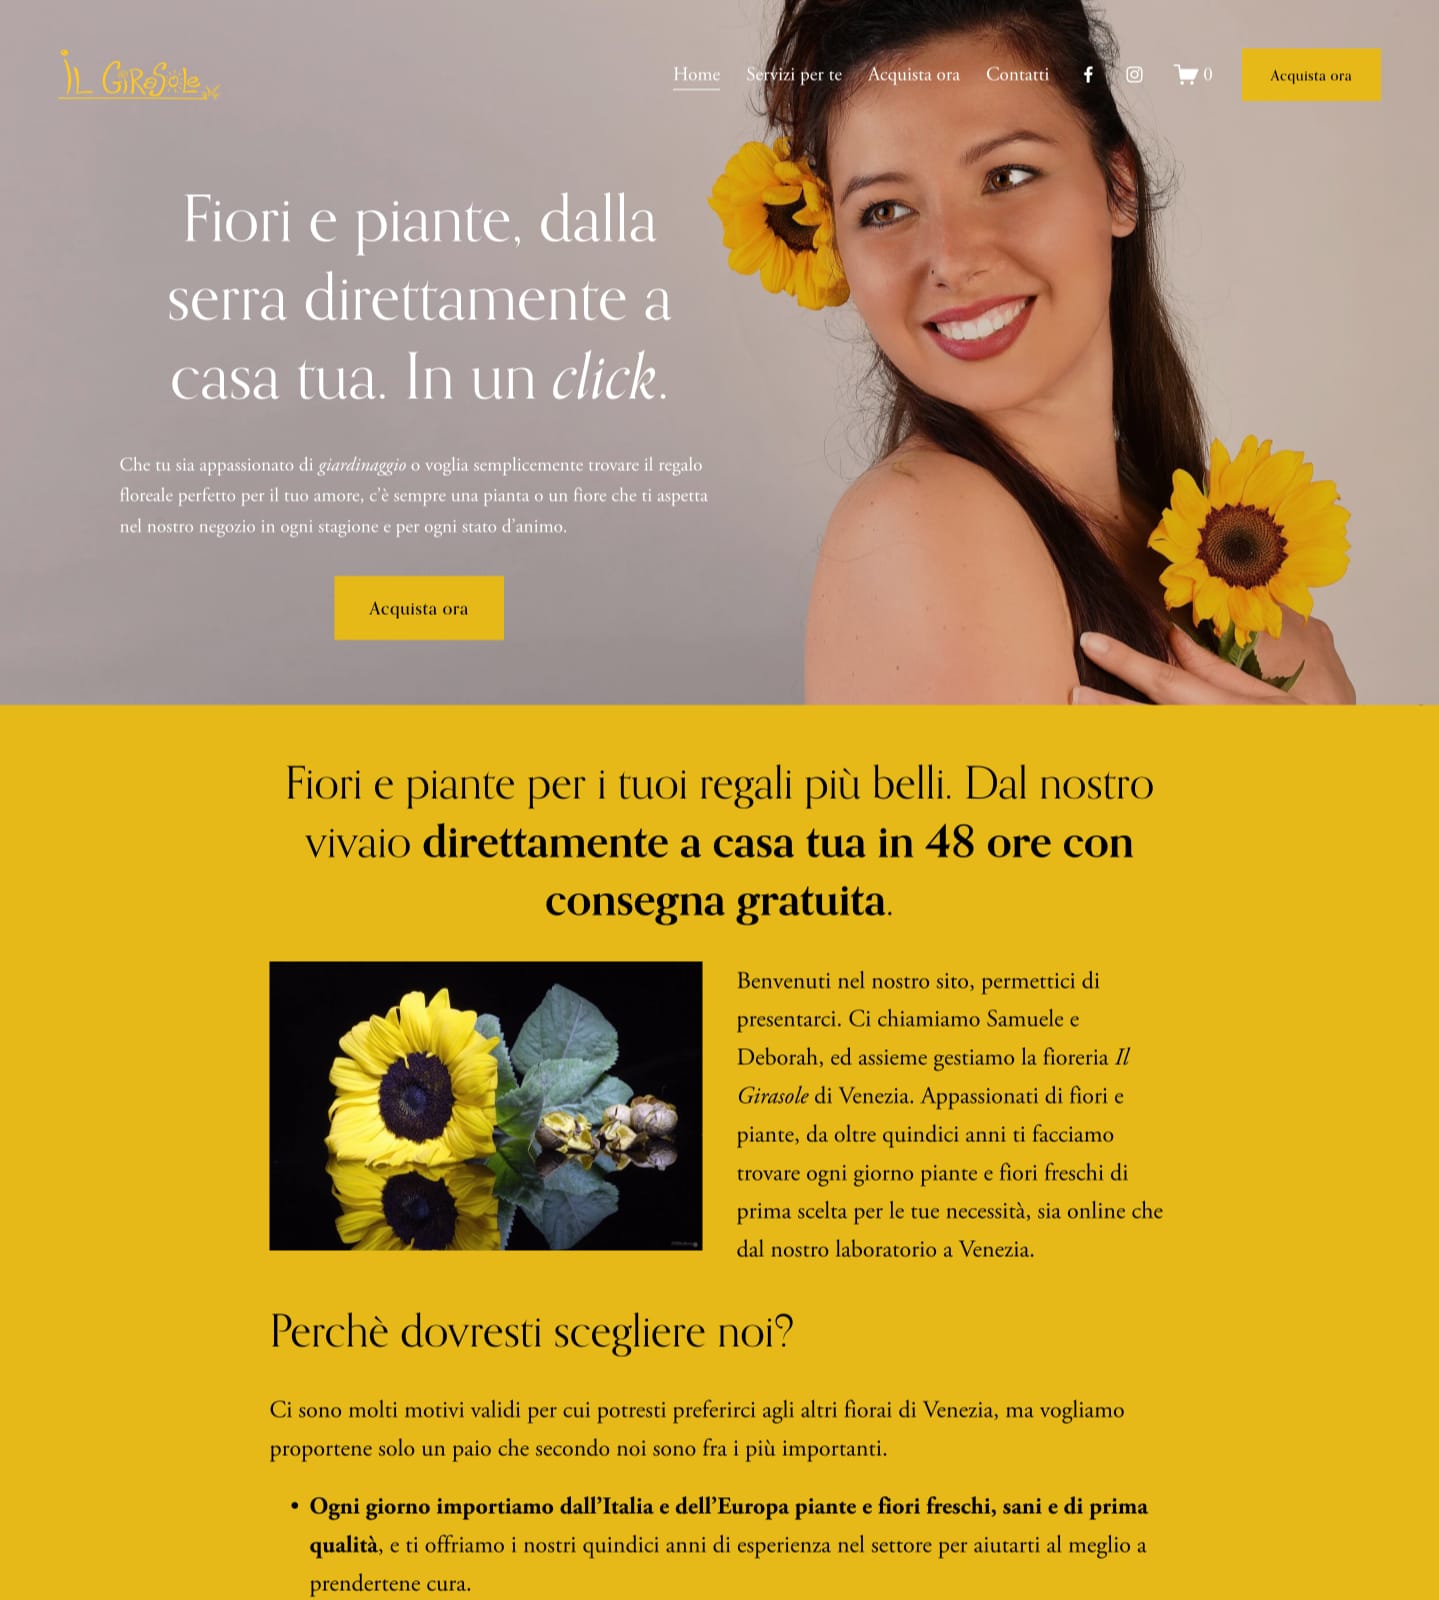 iL GiRaSoLe
Home Servizi per te Acquista ora Contatti 0 Acquista ora
Fiori e piante, dalla
serra direttamente a
casa tua. In un click.
Che tu sia appassionato di giardinaggio o voglia semplicemente trovare il regalo
floreale perfetto per il tuo amore, c’è sempre una pianta o un fiore che ti aspetta
nel nostro negozio in ogni stagione e per ogni stato d’animo.
Acquista ora
Fiori e piante per i tuoi regali più belli. Dal nostro
vivaio direttamente a casa tua in 48 ore con
consegna gratuita.
Benvenuti nel nostro sito, permettici di
presentarci. Ci chiamiamo Samuele e
Deborah, ed assieme gestiamo la fioreria Il
Girasole di Venezia. Appassionati di fiori e
piante, da oltre quindici anni ti facciamo
trovare ogni giorno piante e fiori freschi di
prima scelta per le tue necessità, sia online che
dal nostro laboratorio a Venezia.
Perchè dovresti scegliere noi?
Ci sono molti motivi validi per cui potresti preferirci agli altri fiorai di Venezia, ma vogliamo
proportene solo un paio che secondo noi sono fra i più importanti.
• Ogni giorno importiamo dall’Italia e dell’Europa piante e fiori freschi, sani e di prima
qualità, e ti offriamo i nostri quindici anni di esperienza nel settore per aiutarti al meglio a
prendertene cura.